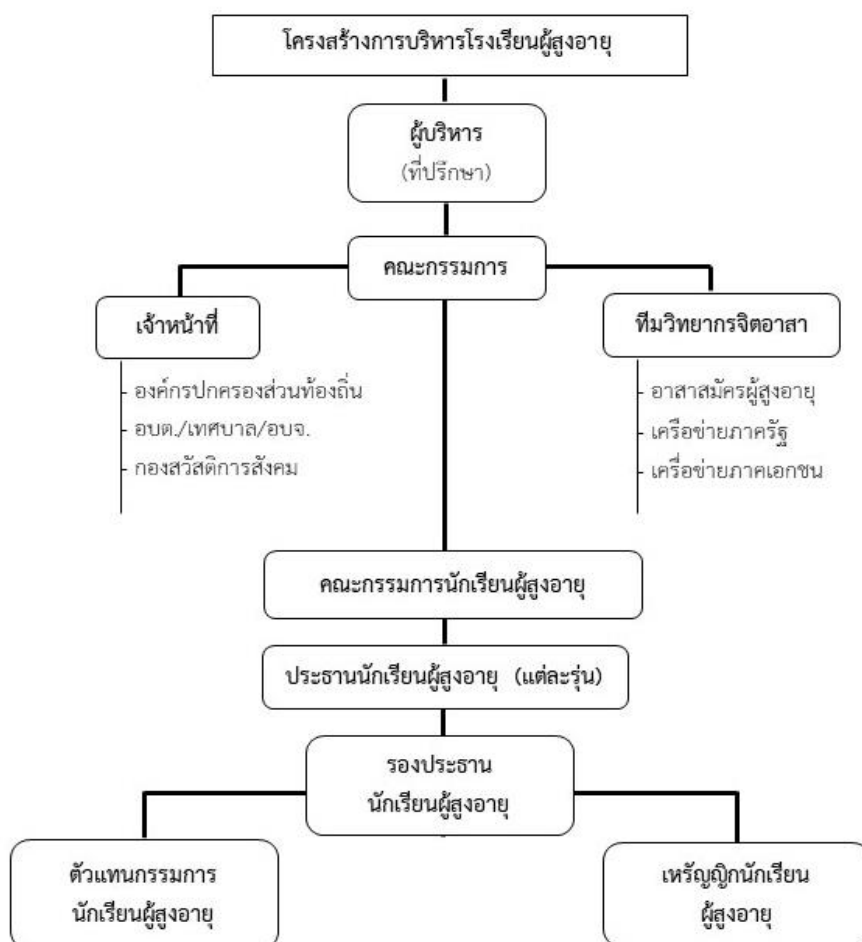 โครงสร้างการบริหารโรงเรียนผู้สูงอายุ
ผู้บริหาร
(ที่ปรึกษา)
คณะกรรมการ
เจ้าหน้าที่
- องค์กรปกครองส่วนท้องถิ่น
- อบต./เทศบาล/อบจ.
- กองสวัสดิการสังคม
ทีมวิทยากรจิตอาสา
- อาสาสมัครผู้สูงอายุ
- เครือข่ายภาครัฐ
- เครื่อข่ายภาคเอกชน
คณะกรรมการนักเรียนผู้สูงอายุ
ประธานนักเรียนผู้สูงอายุ (แต่ละรุ่น)
รองประธาน
นักเรียนผู้สูงอายุ
ตัวแทนกรรมการ
นักเรียนผู้สูงอายุ
เหรัญญิกนักเรียน
ผู้สูงอายุ